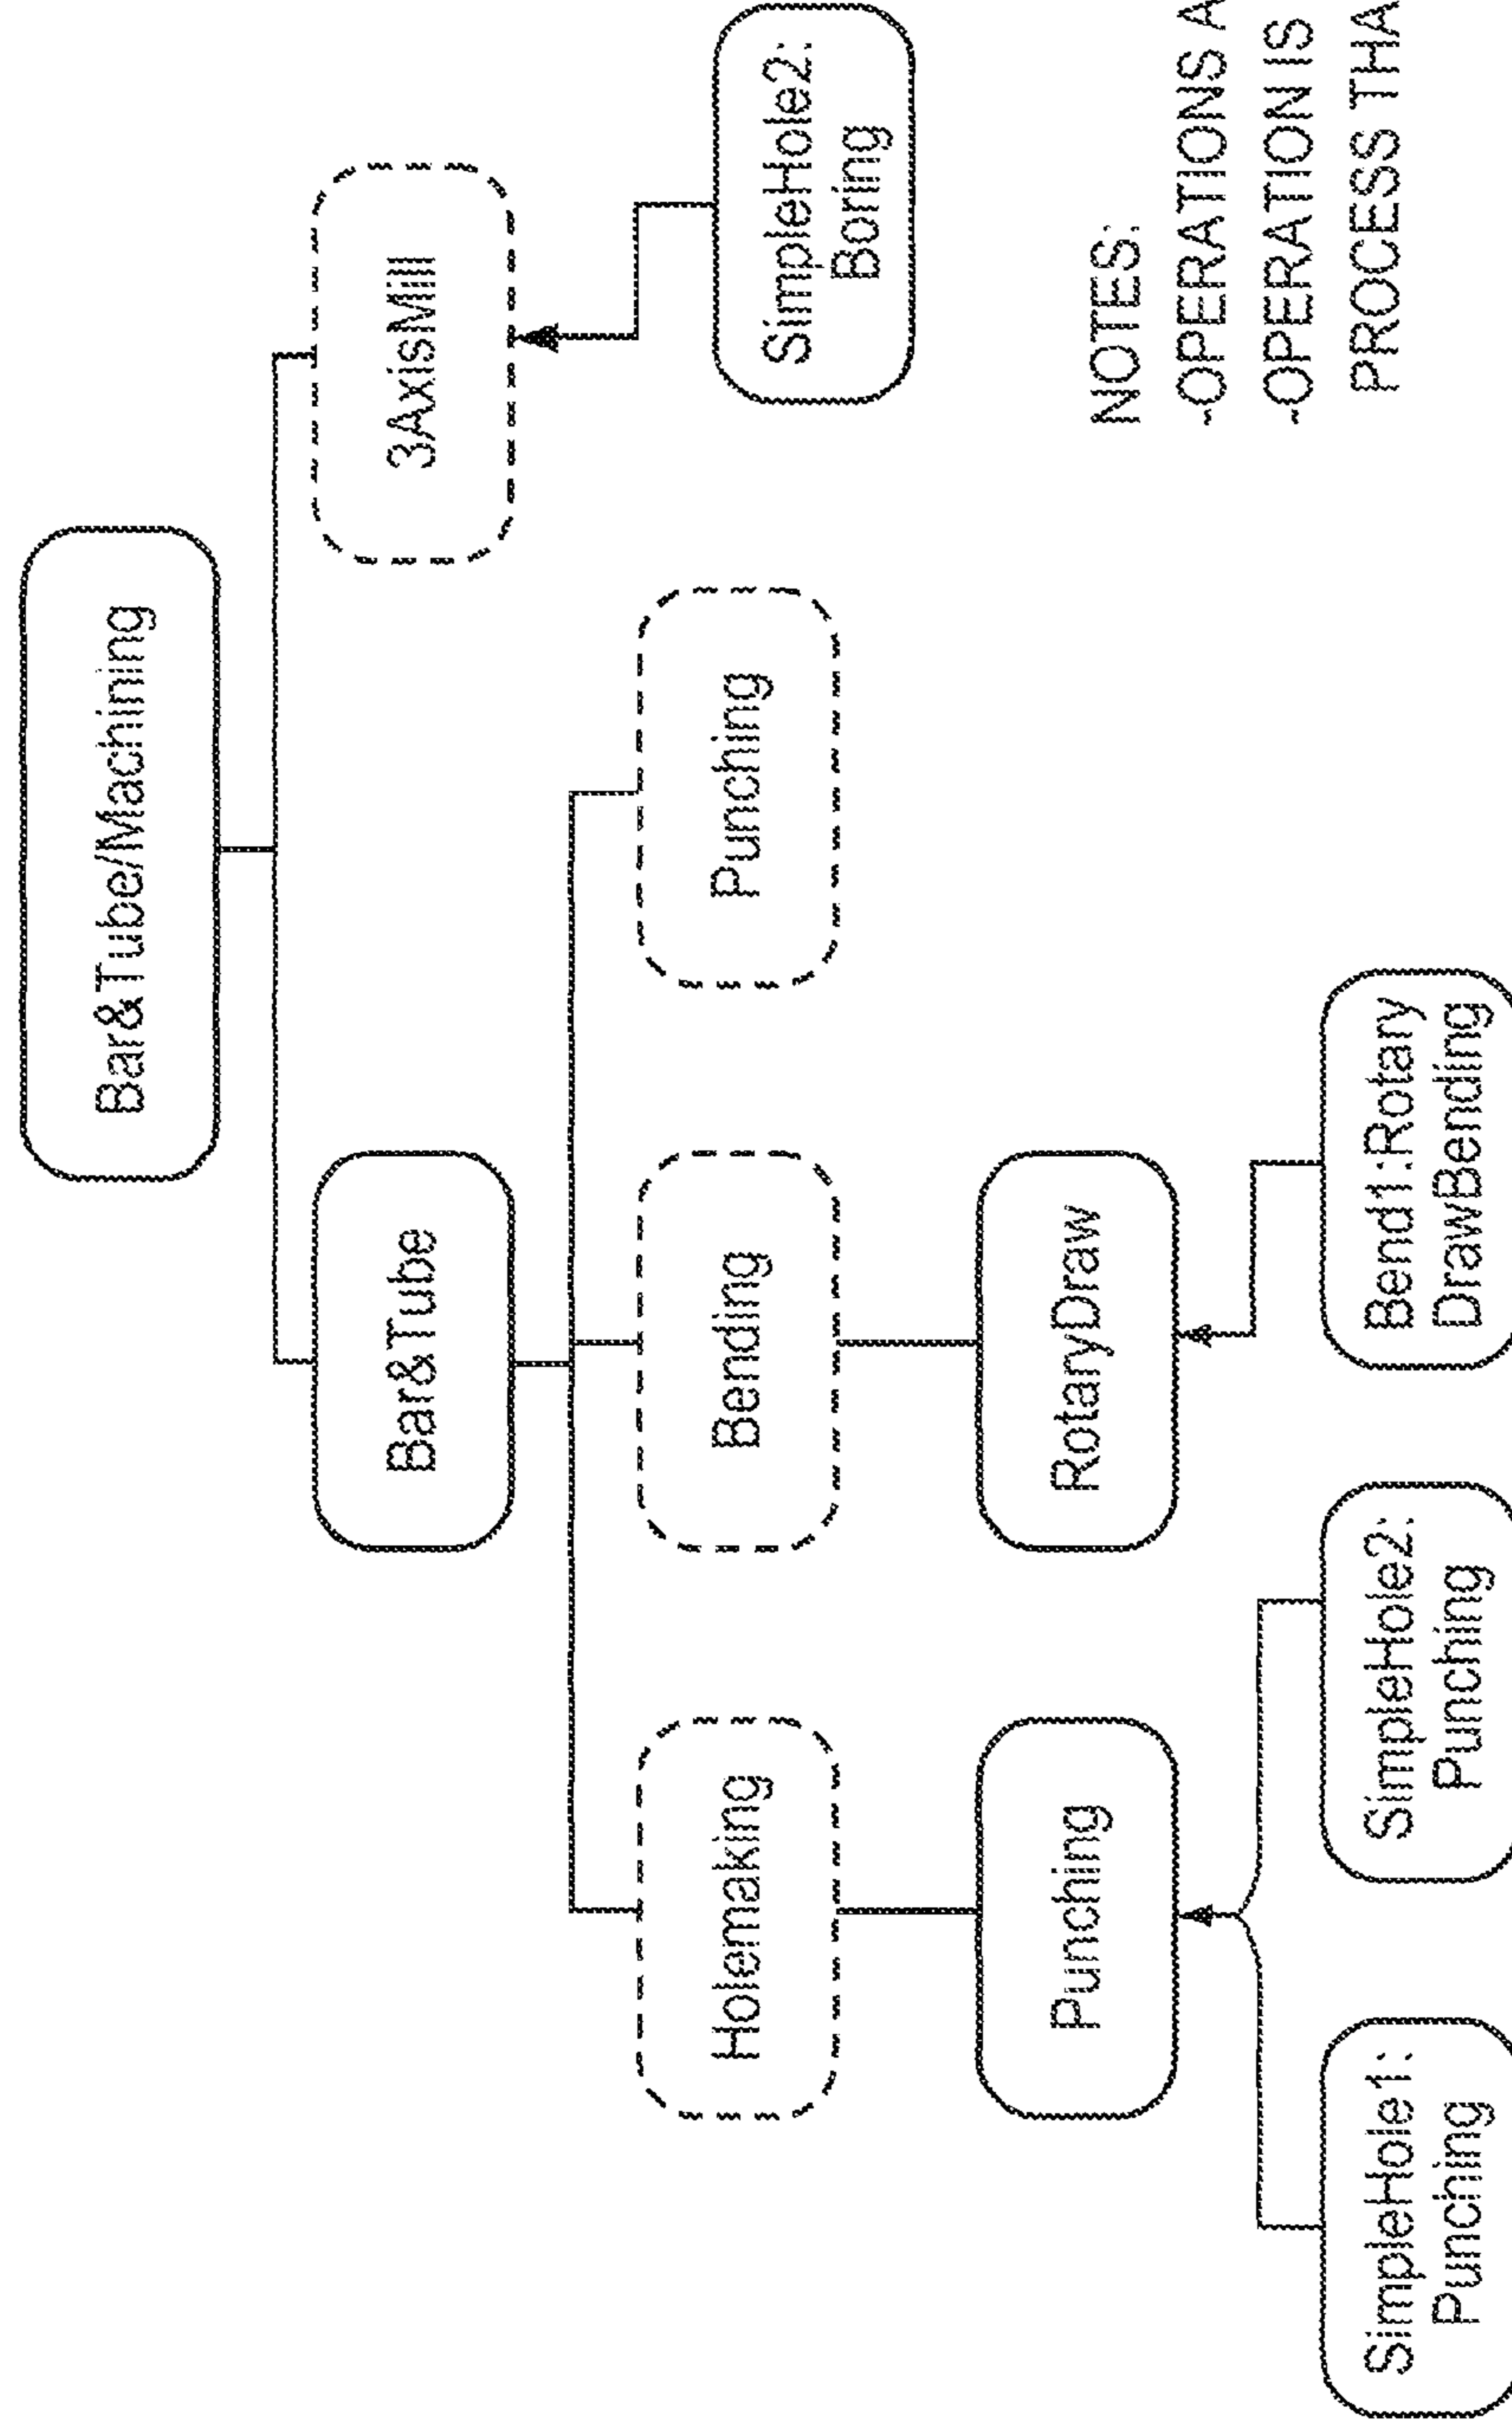 Bar&Tube/Machining
Bar&Tube
3AxisMill
Holemaking
Bending
Punching
SimpleHole2:
Boring
Punching
RotaryDraw
SimpleHole1:
Punching
SimpleHole2:
Punching
Bend1:Rotary
DrawBending
NOTES:
-OPERATIONS A
-OPERATION IS
PROCESS THA